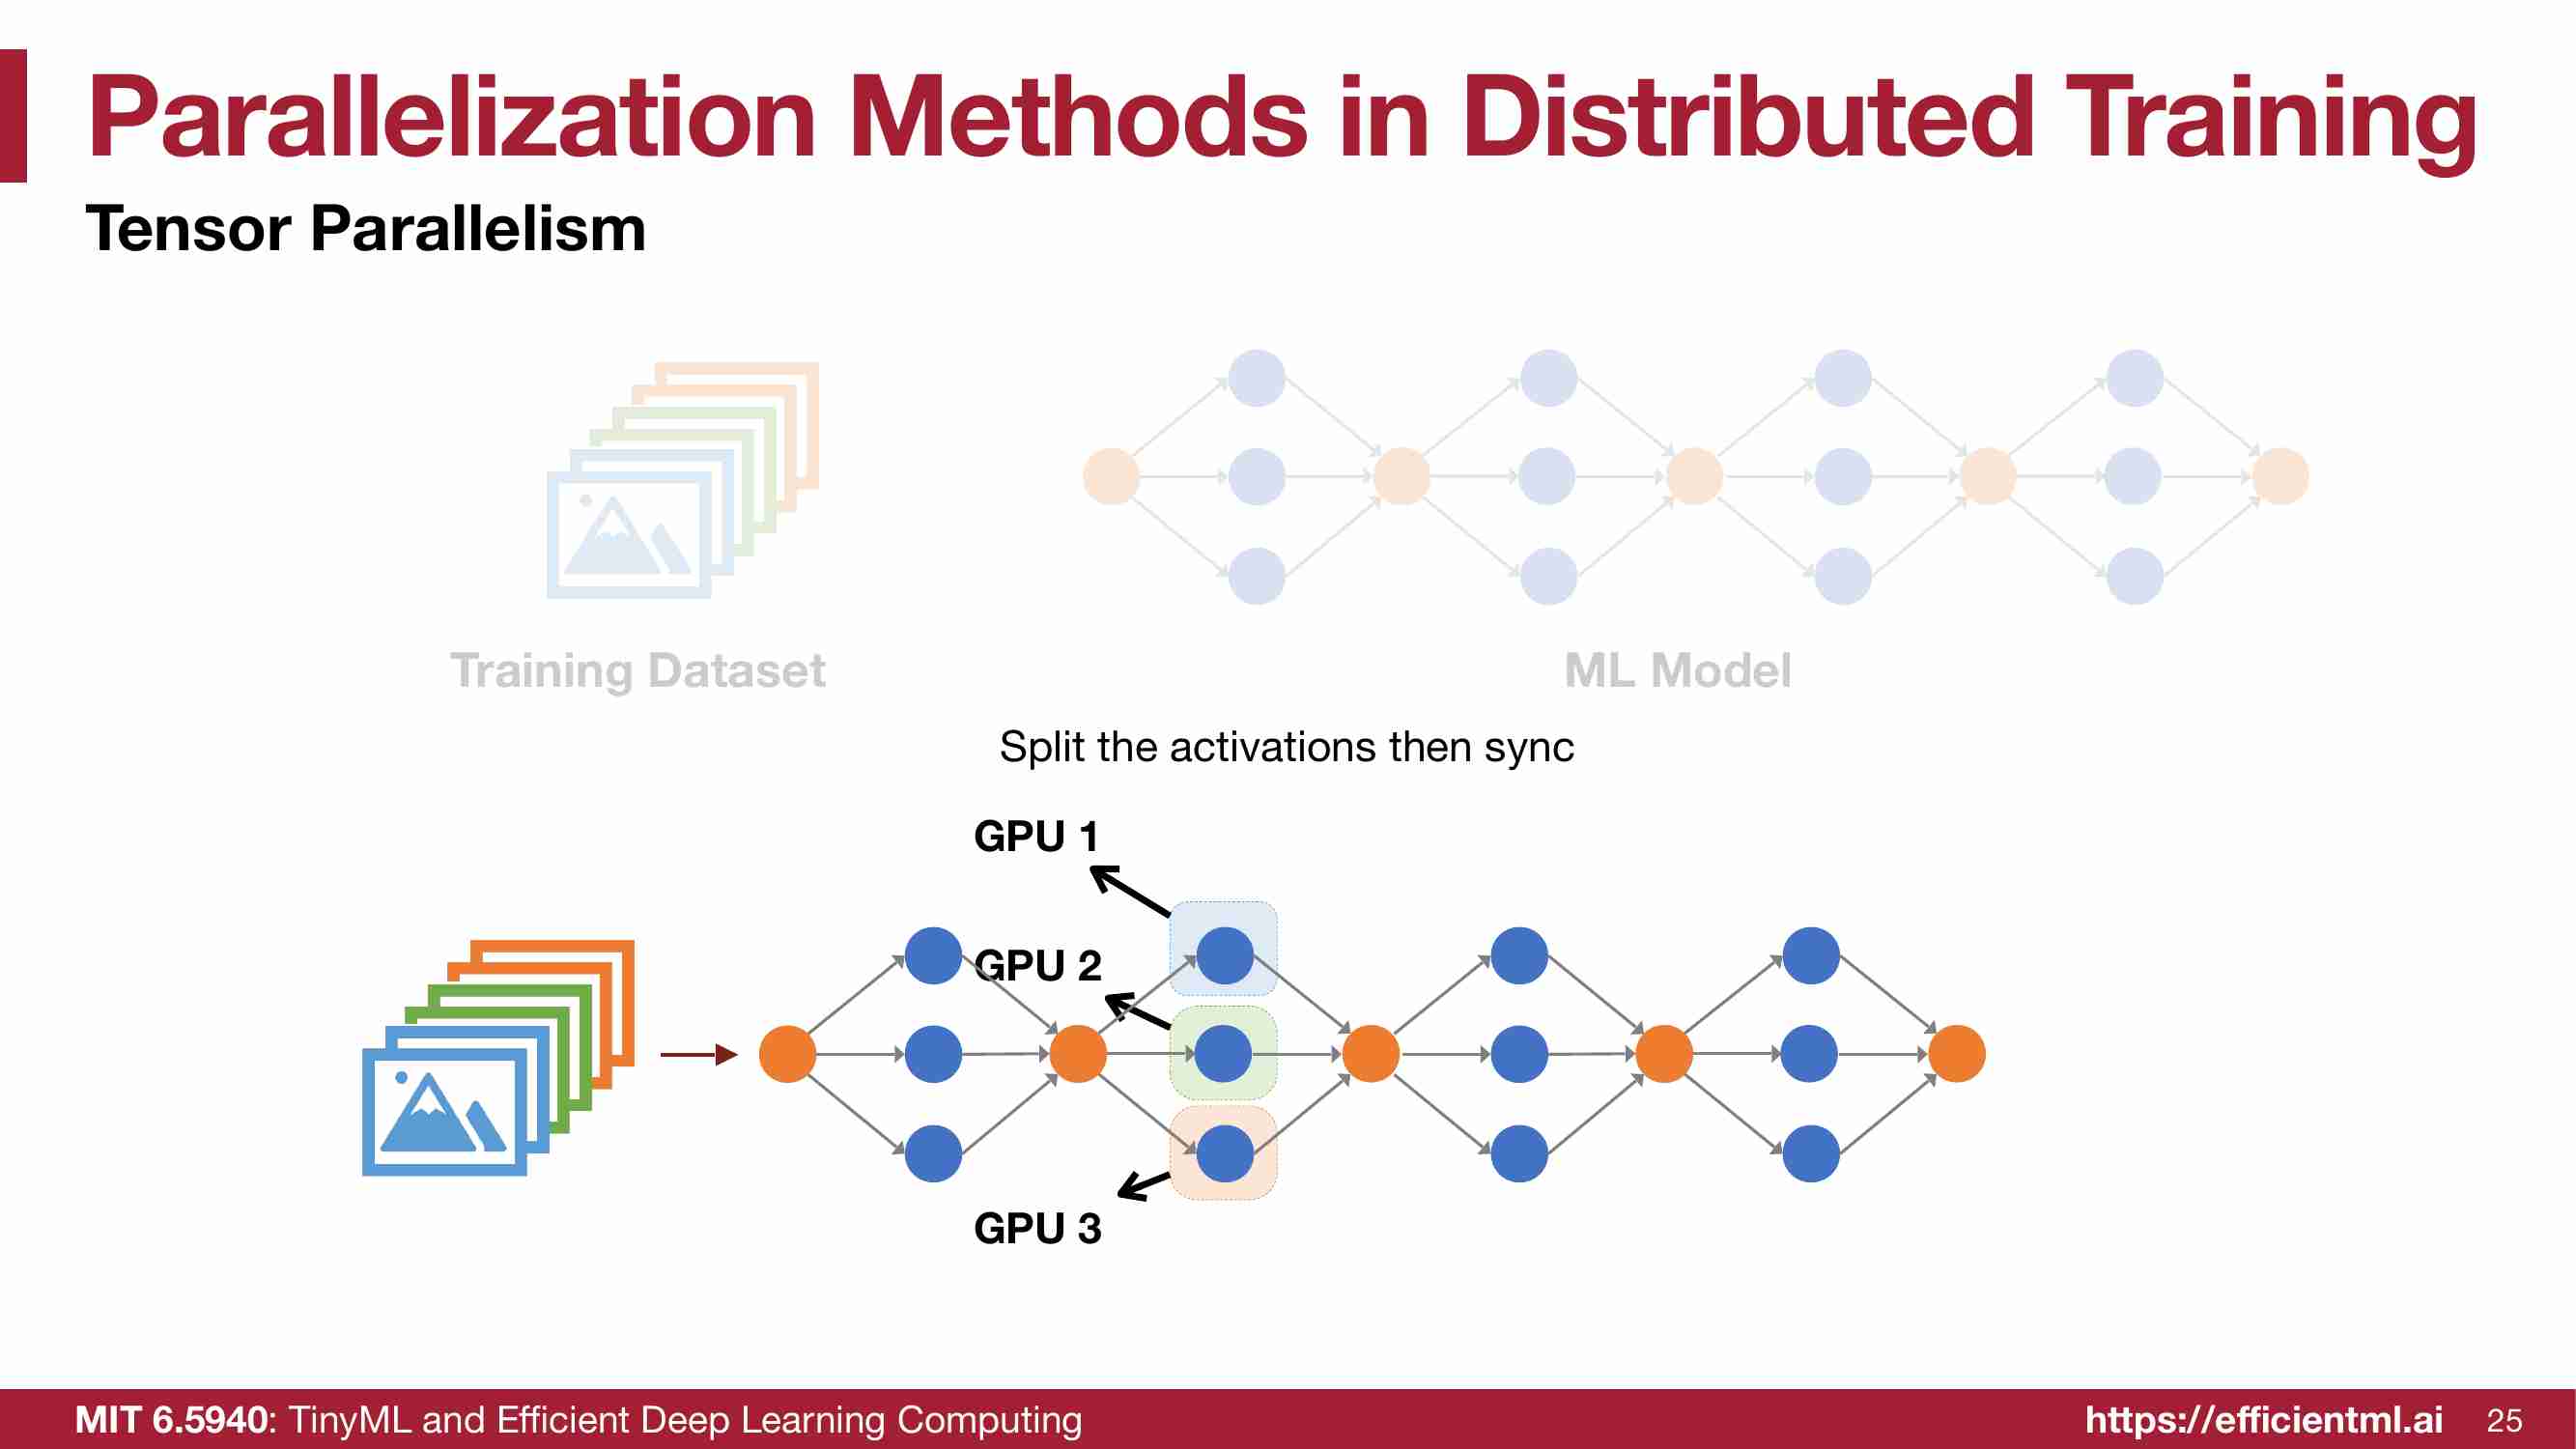 Parallelization Methods in Distributed Training
Tensor Parallelism
Training Dataset
ML Model
Split the activations then sync
GPU 1
GPU 2
GPU 3
MIT 6.5940: TinyML and Efficient Deep Learning Computing
https://efficientml.ai
25